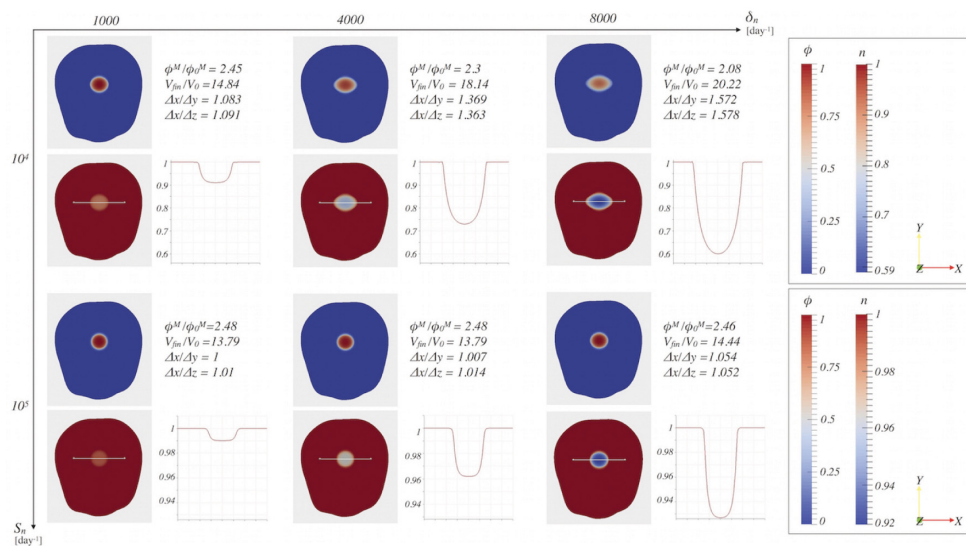 1000 4000 8000 δn
[day-1]
ϕM/ϕ0M = 2.45
Vfin/V0 = 14.84
Δx/Δy = 1.083
Δx/Δz = 1.091
ϕM/ϕ0M = 2.3
Vfin/V0 = 18.14
Δx/Δy = 1.369
Δx/Δz = 1.363
ϕM/ϕ0M = 2.08
Vfin/V0 = 20.22
Δx/Δy = 1.572
Δx/Δz = 1.578
10⁴
1
0.9
0.8
0.7
0.6
1
0.9
0.8
0.7
0.6
1
0.9
0.8
0.7
0.6
ϕ n
1
0.75
0.5
0.25
0
1
0.9
0.8
0.7
0.59
Y
Z X
ϕM/ϕ0M=2.48
Vfin/V0=13.79
Δx/Δy = 1
Δx/Δz = 1.01
ϕM/ϕ0M = 2.48
Vfin/V0=13.79
Δx/Δy = 1.007
Δx/Δz = 1.014
ϕM/ϕ0M=2.46
Vfin/V0 = 14.44
Δx/Δy = 1.054
Δx/Δz = 1.052
10⁵
1
0.98
0.96
0.94
1
0.98
0.96
0.94
1
0.98
0.96
0.94
ϕ n
1
0.75
0.5
0.25
0
1
0.98
0.96
0.94
0.92
Y
Z X
Sn
[day-1]